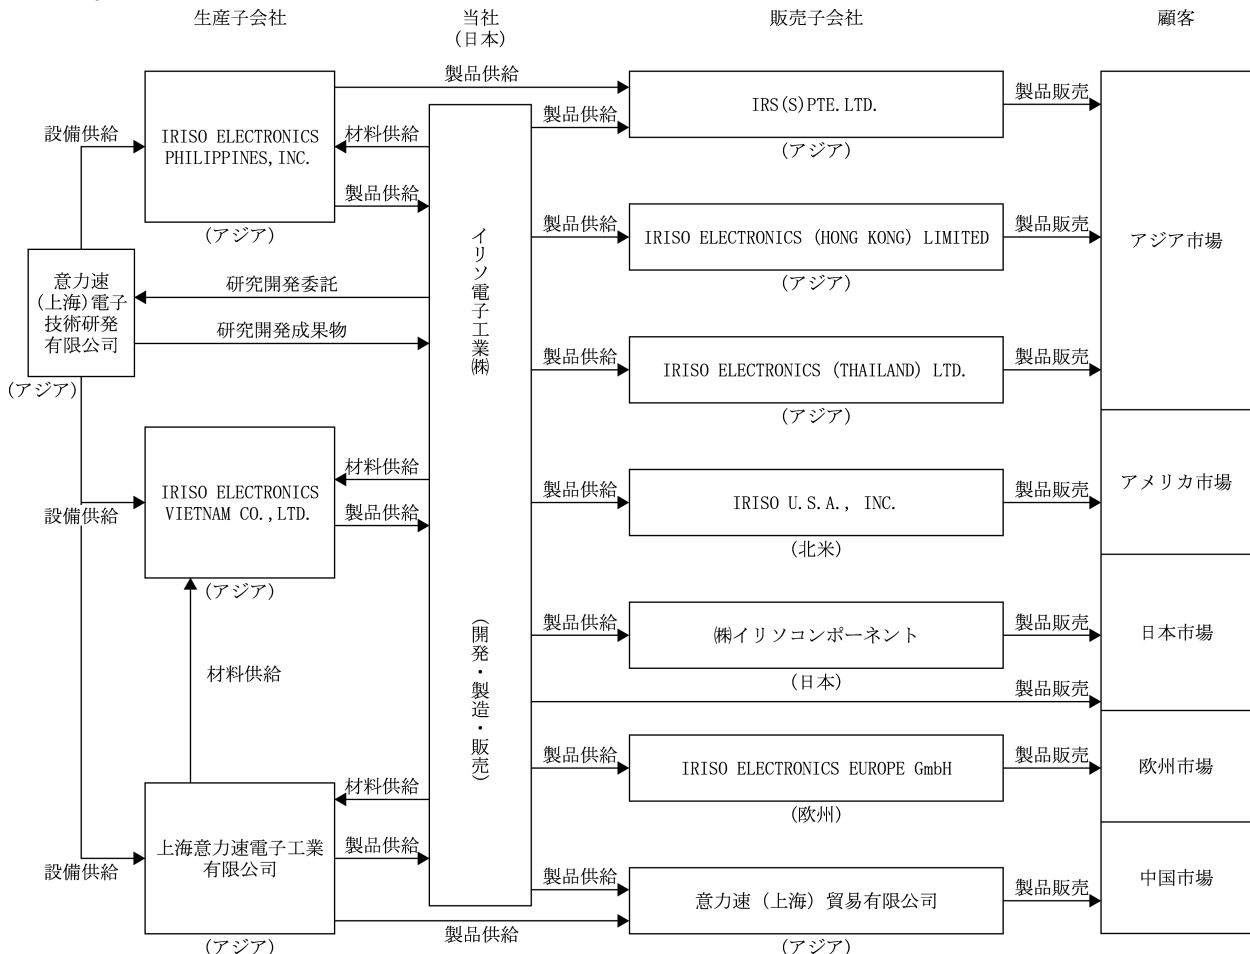 生産子会社
当社
(日本)
販売子会社
顧客
製品供給
IRISO ELECTRONICS
PHILIPPINES,INC.
(アジア)
設備供給
材料供給
製品供給
製品供給
IRS(S)PTE.LTD.
(アジア)
製品販売
製品供給
IRISO ELECTRONICS (HONG KONG) LIMITED
(アジア)
製品販売
アジア市場
意力速
(上海)電子
技術研発
有限公司
(アジア)
研究開発委託
研究開発成果物
イリソ電子工業㈱
(開発・製造・販売)
製品供給
IRISO ELECTRONICS (THAILAND) LTD.
(アジア)
製品販売
IRISO ELECTRONICS
VIETNAM CO.,LTD.
(アジア)
設備供給
材料供給
製品供給
製品供給
IRISO U.S.A., INC.
(北米)
製品販売
アメリカ市場
材料供給
製品供給
㈱イリソコンポーネント
(日本)
製品販売
製品販売
日本市場
製品供給
IRISO ELECTRONICS EUROPE GmbH
(欧州)
製品販売
欧州市場
上海意力速電子工業
有限公司
(アジア)
設備供給
材料供給
製品供給
製品供給
製品供給
意力速(上海)貿易有限公司
(アジア)
製品販売
中国市場